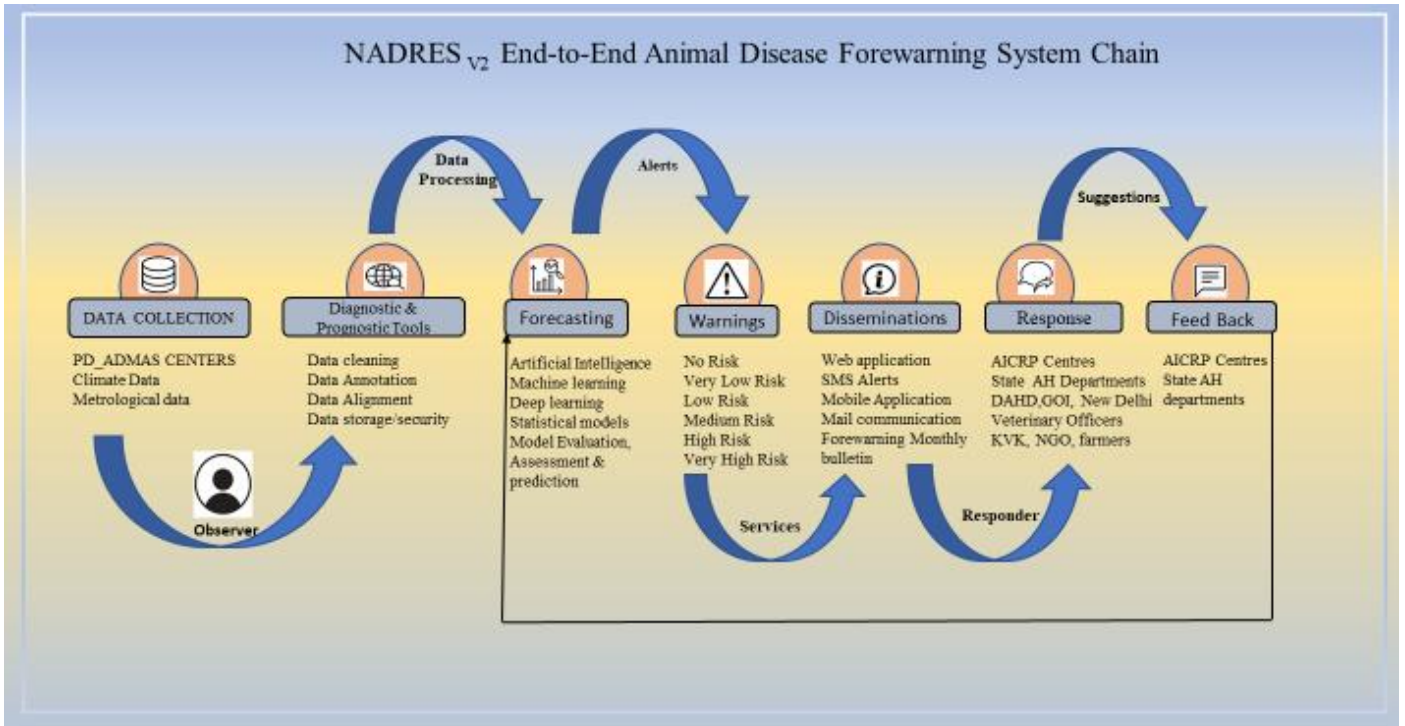 NADRES V2 End-to-End Animal Disease Forewarning System Chain
Data
Processing
Alerts
Suggestions
DATA COLLECTION
PD_ADMAS CENTERS
Climate Data
Metrological data
Observer
Diagnostic &
Prognostic Tools
Data cleaning
Data Annotation
Data Alignment
Data storage/security
Forecasting
Artificial Intelligence
Machine learning
Deep learning
Statistical models
Model Evaluation,
Assessment &
prediction
Warnings
No Risk
Very Low Risk
Low Risk
Medium Risk
High Risk
Very High Risk
Services
Disseminations
Web application
SMS Alerts
Mobile Application
Mail communication
Forewarning Monthly
bulletin
Responder
Response
AICRP Centres
State AH Departments
DAHD,GOI, New Delhi
Veterinary Officers
KVK, NGO, farmers
Feed Back
AICRP Centres
State AH
departments